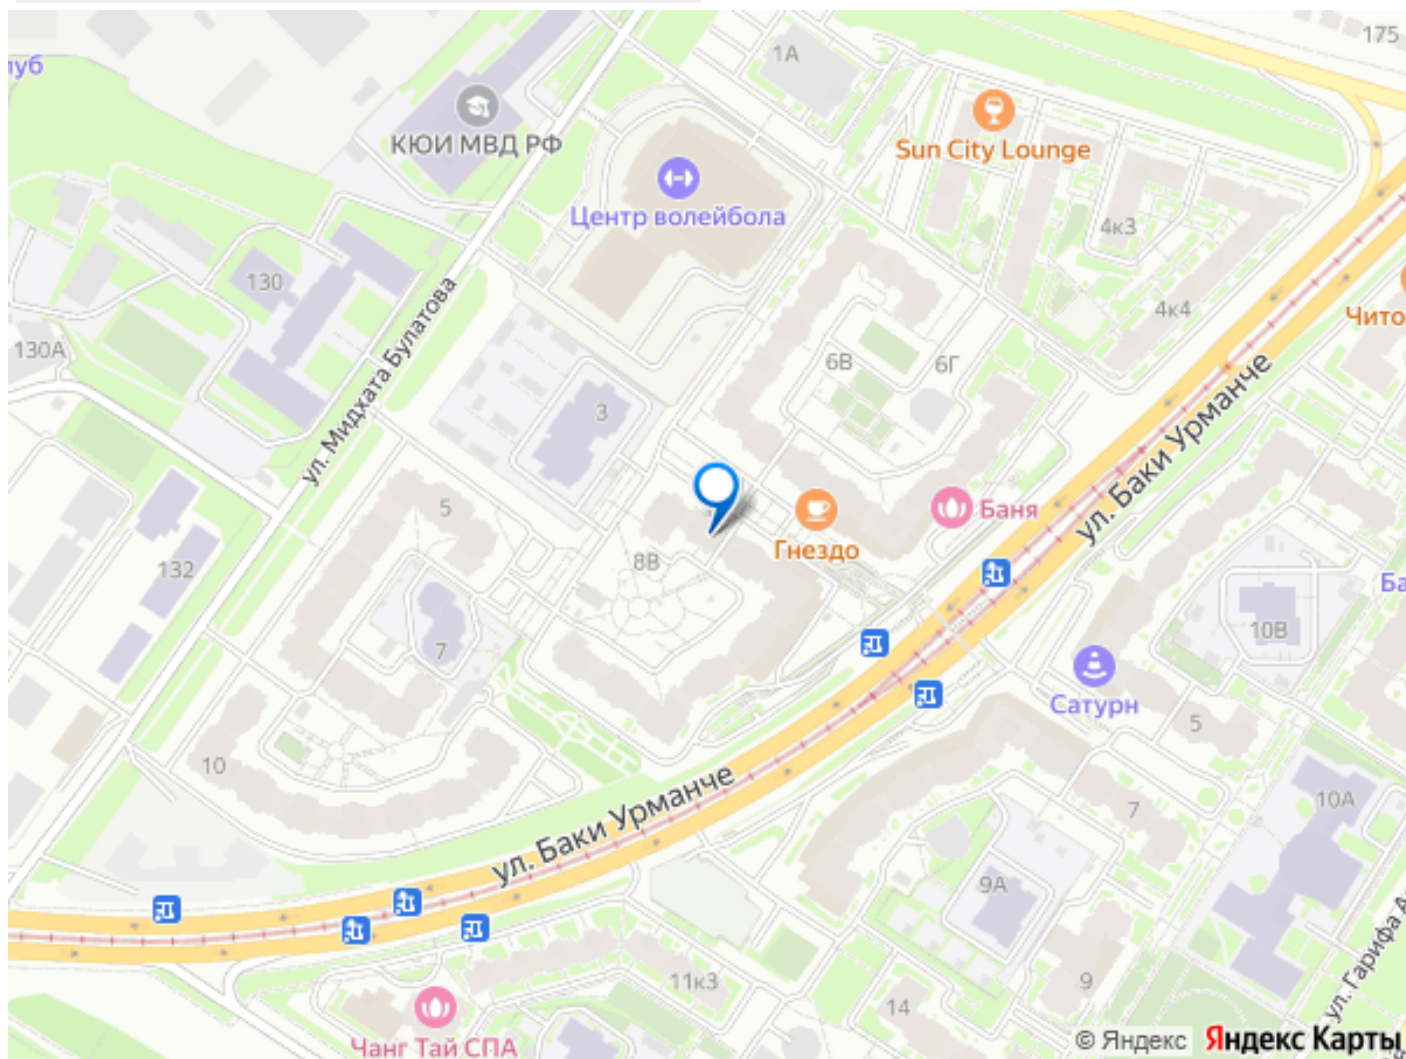 175
1А
луб
КЮИ МВД РФ
Sun City Lounge
Центр волейбола
4к3
130
4к4
Чито
130А
ул. Мидхата Булатова
6В
6Г
3
ул. Баки Урманче
5
Баня
Гнездо
8В
132
Ба
10В
7
Сатурн
5
10
ул. Баки Урманче
10А
7
9А
11к3
9
14
ул. Гарифа А
Чанг Тай СПА
© Яндекс Яндекс Карты